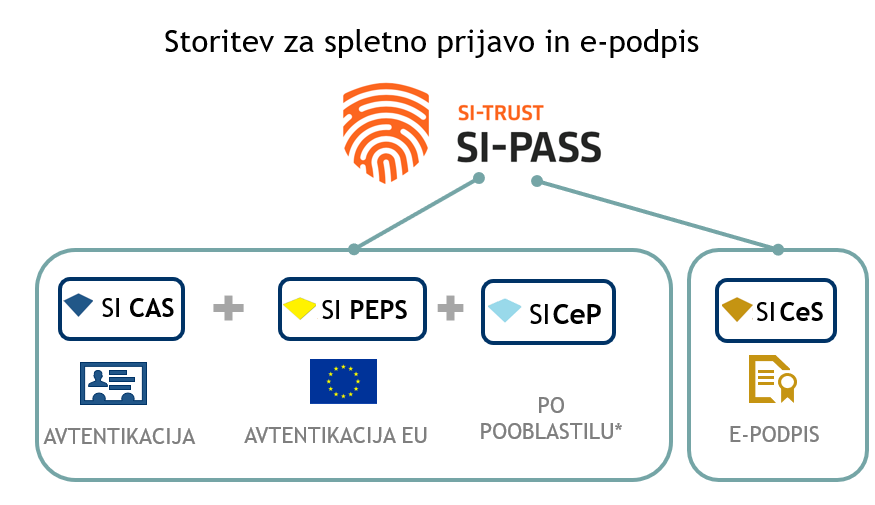 Storitev za spletno prijavo in e-podpis
SI-TRUST
SI-PASS
SI CAS
SI PEPS
SI CeP
SI CeS
AVTENTIKACIJA
AVTENTIKACIJA EU
PO
POOBLASTILU*
E-PODPIS